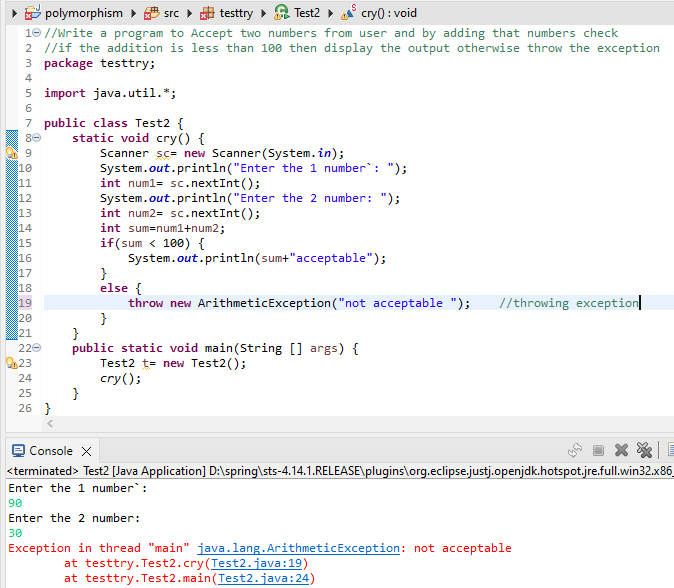 polymorphism src testtry Test2 cry() : void
1 //Write a program to Accept two numbers from user and by adding that numbers check
2 //if the addition is less than 100 then display the output otherwise throw the exception
3 package testtry;
4
5 import java.util.*;
6
7 public class Test2 {
8 static void cry() {
9 Scanner sc= new Scanner(System.in);
10 System.out.println("Enter the 1 number`: ");
11 int num1= sc.nextInt();
12 System.out.println("Enter the 2 number: ");
13 int num2= sc.nextInt();
14 int sum=num1+num2;
15 if(sum < 100) {
16 System.out.println(sum+"acceptable");
17 }
18 else {
19 throw new ArithmeticException("not acceptable "); //throwing exception
20 }
21 }
22 public static void main(String [] args) {
23 Test2 t= new Test2();
24 cry();
25 }
26 }
Console
<terminated> Test2 [Java Application] D:\spring\sts-4.14.1.RELEASE\plugins\org.eclipse.justj.openjdk.hotspot.jre.full.win32.x86_
Enter the 1 number`:
90
Enter the 2 number:
30
Exception in thread "main" java.lang.ArithmeticException: not acceptable
at testtry.Test2.cry(Test2.java:19)
at testtry.Test2.main(Test2.java:24)